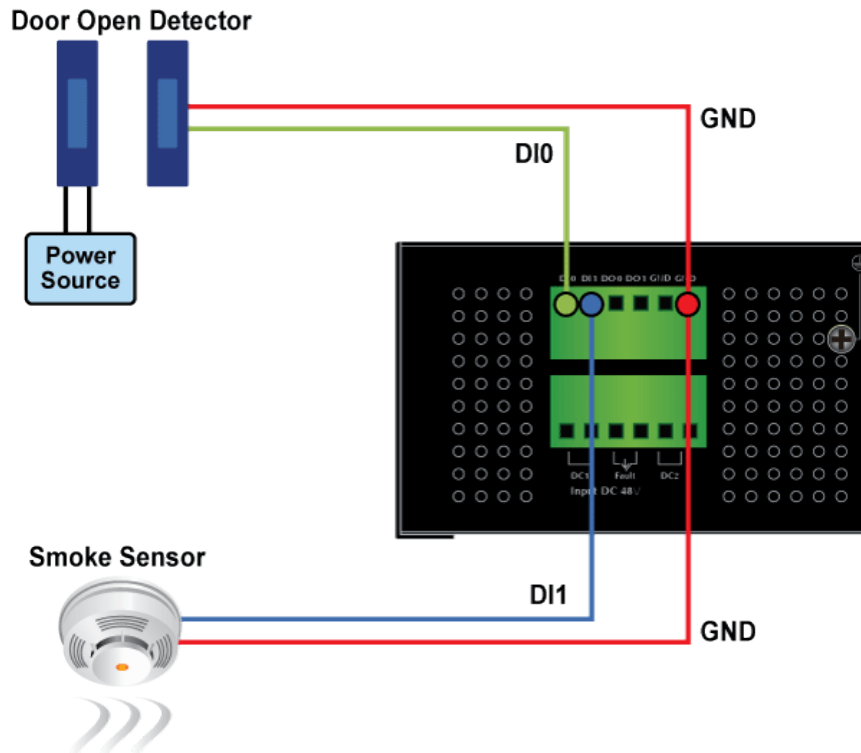 Door Open Detector
GND
DI0
Power
Source
DI0 DI1 DO0 DO1 GND GND
DC1 Fault DC2
Input DC 48V
Smoke Sensor
DI1
GND